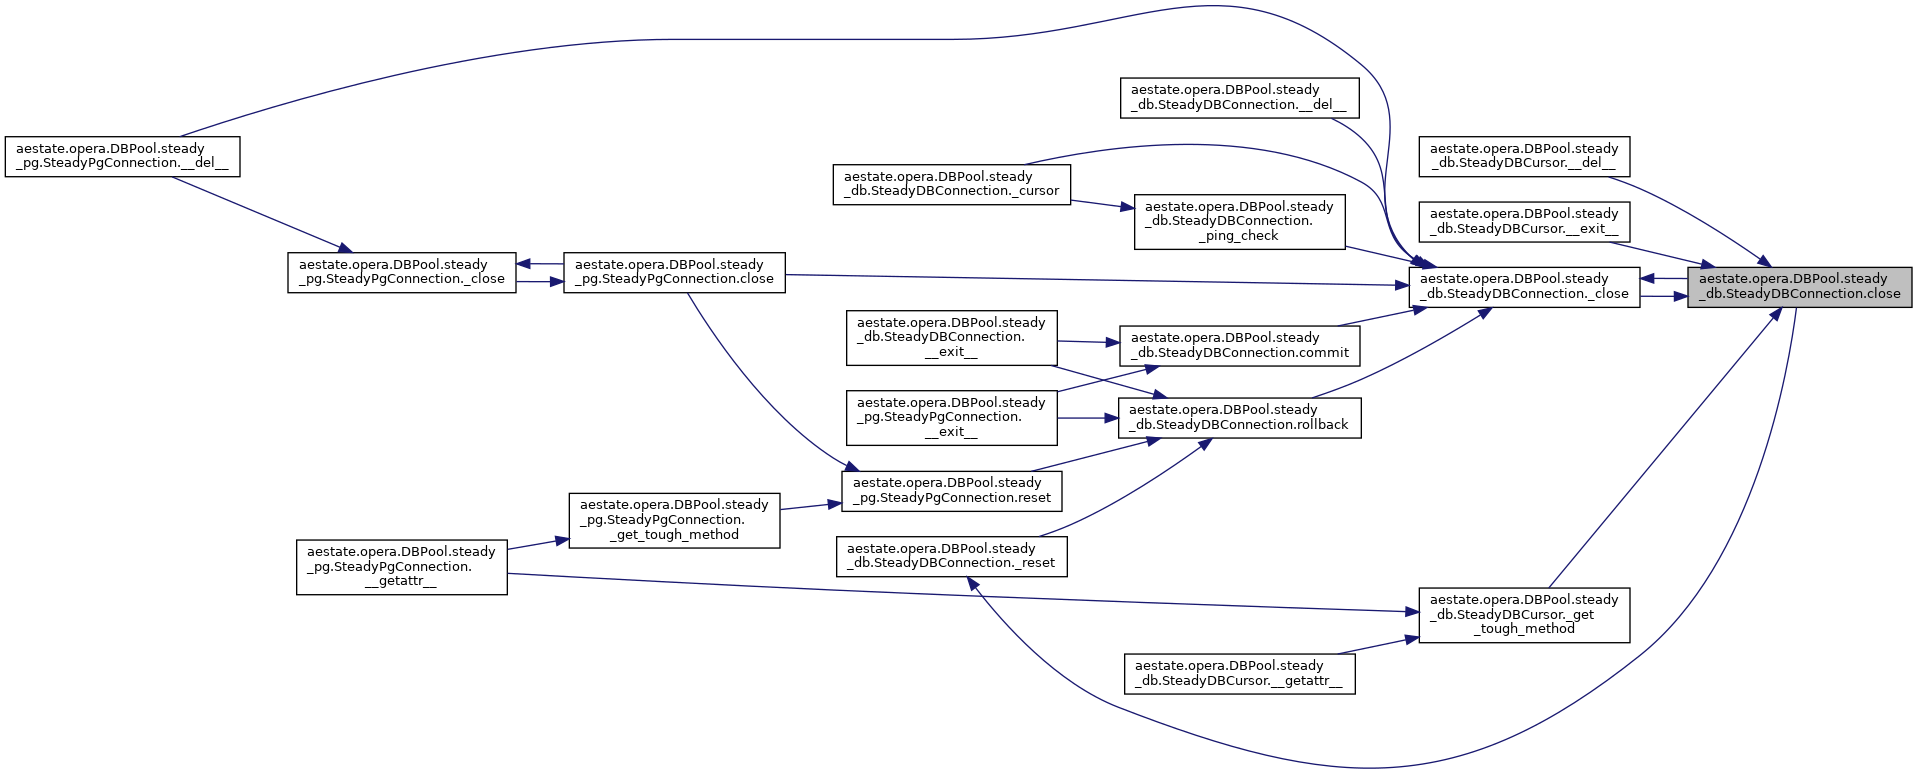 aestate.opera.DBPool.steady
_pg.SteadyPgConnection.__del__
aestate.opera.DBPool.steady
_pg.SteadyPgConnection._close
aestate.opera.DBPool.steady
_pg.SteadyPgConnection.close
aestate.opera.DBPool.steady
_db.SteadyDBConnection.__del__
aestate.opera.DBPool.steady
_db.SteadyDBConnection._cursor
aestate.opera.DBPool.steady
_db.SteadyDBConnection.
_ping_check
aestate.opera.DBPool.steady
_db.SteadyDBCursor.__del__
aestate.opera.DBPool.steady
_db.SteadyDBCursor.__exit__
aestate.opera.DBPool.steady
_db.SteadyDBConnection._close
aestate.opera.DBPool.steady
_db.SteadyDBConnection.close
aestate.opera.DBPool.steady
_db.SteadyDBConnection.
__exit__
aestate.opera.DBPool.steady
_db.SteadyDBConnection.commit
aestate.opera.DBPool.steady
_pg.SteadyPgConnection.
__exit__
aestate.opera.DBPool.steady
_db.SteadyDBConnection.rollback
aestate.opera.DBPool.steady
_pg.SteadyPgConnection.reset
aestate.opera.DBPool.steady
_pg.SteadyPgConnection.
_get_tough_method
aestate.opera.DBPool.steady
_pg.SteadyPgConnection.
__getattr__
aestate.opera.DBPool.steady
_db.SteadyDBConnection._reset
aestate.opera.DBPool.steady
_db.SteadyDBCursor._get
_tough_method
aestate.opera.DBPool.steady
_db.SteadyDBCursor.__getattr__